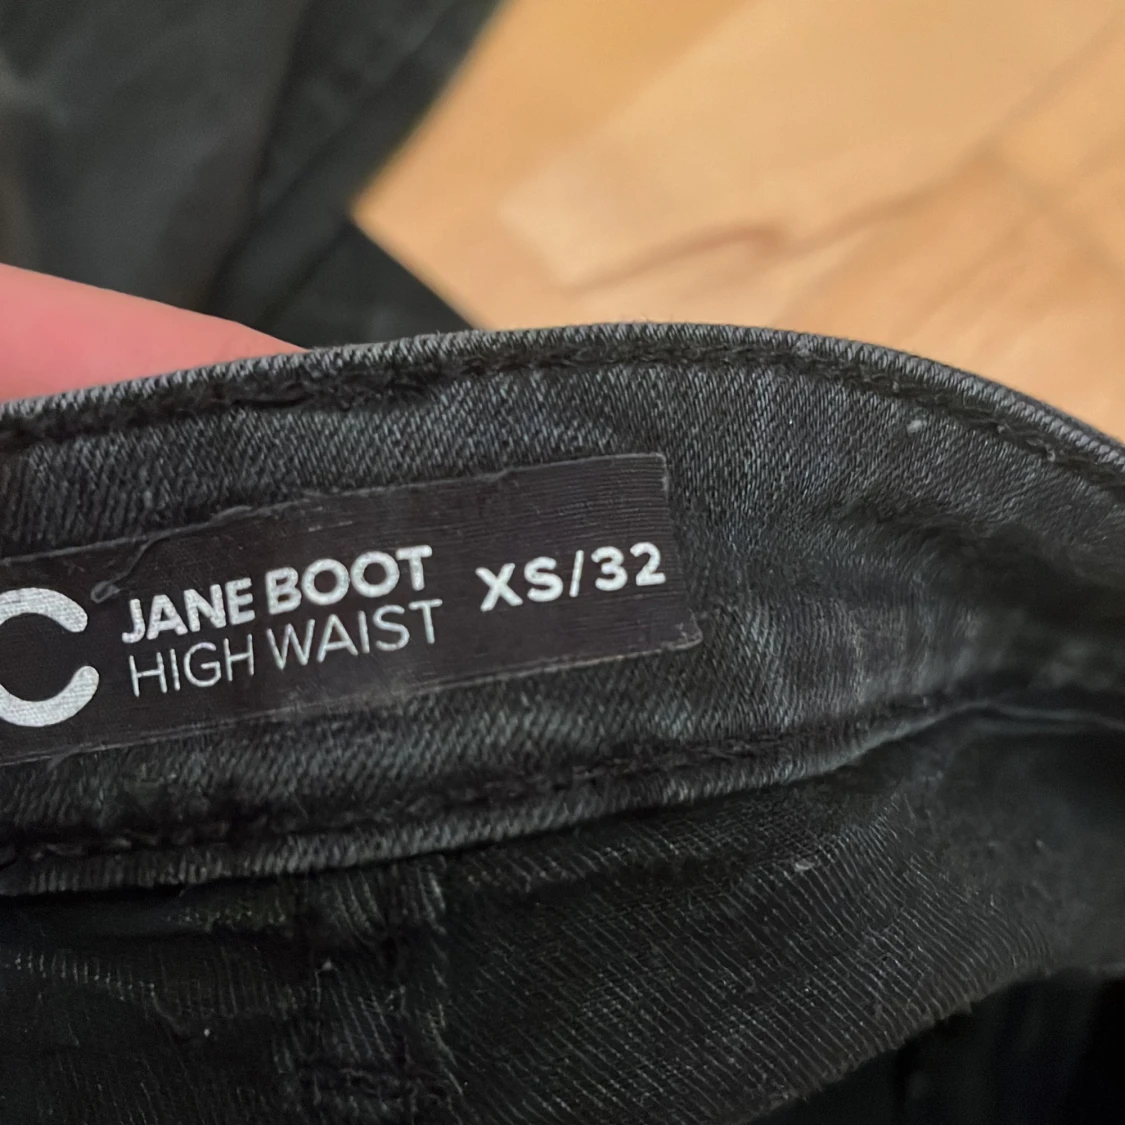 C
JANE BOOT
HIGH WAIST
XS/32